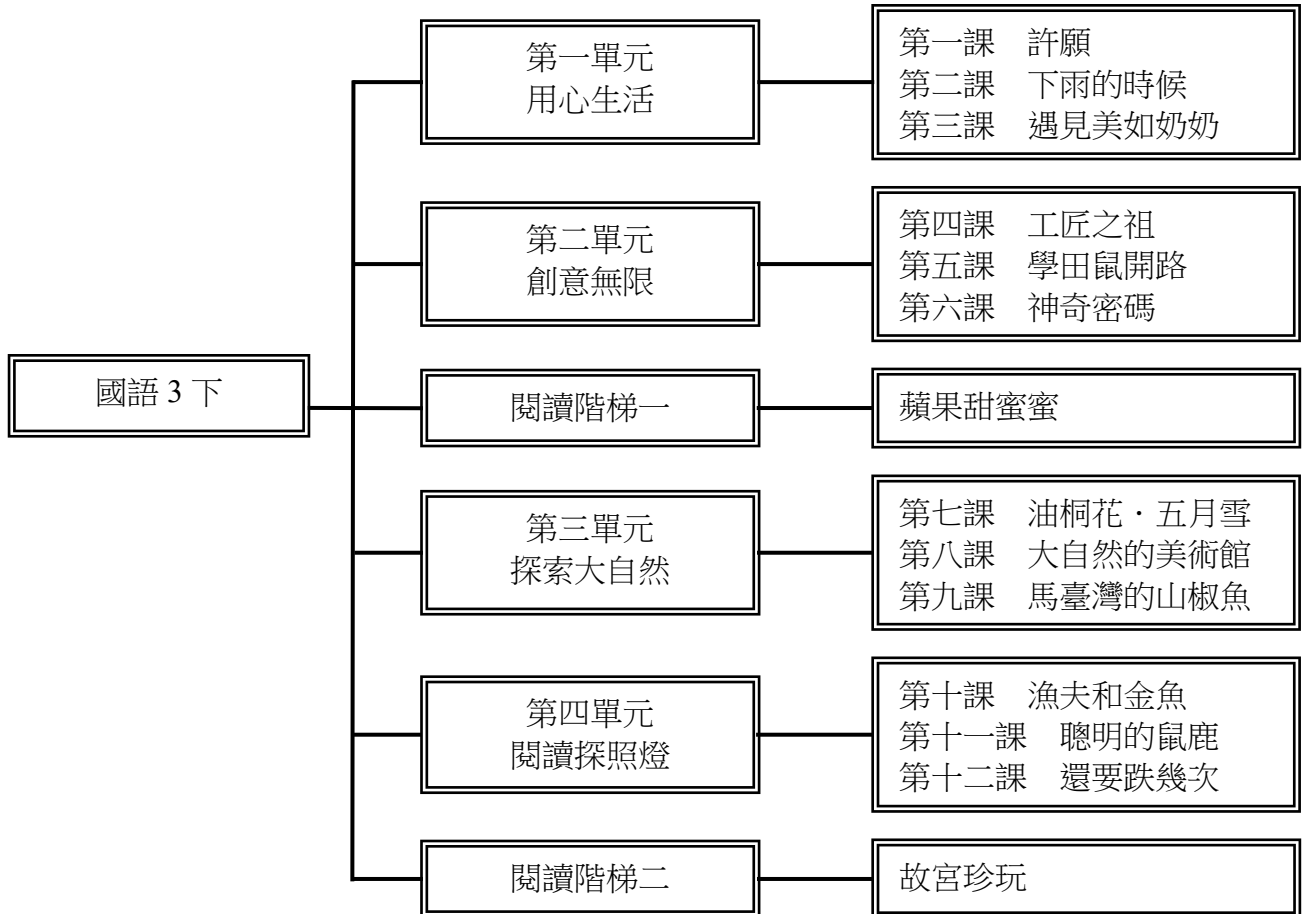 國語 3 下
第一單元
用心生活
第一課　許願
第二課　下雨的時候
第三課　遇見美如奶奶
第二單元
創意無限
第四課　工匠之祖
第五課　學田鼠開路
第六課　神奇密碼
閱讀階梯一
蘋果甜蜜蜜
第三單元
探索大自然
第七課　油桐花．五月雪
第八課　大自然的美術館
第九課　馬臺灣的山椒魚
第四單元
閱讀探照燈
第十課　漁夫和金魚
第十一課　聰明的鼠鹿
第十二課　還要跌幾次
閱讀階梯二
故宮珍玩